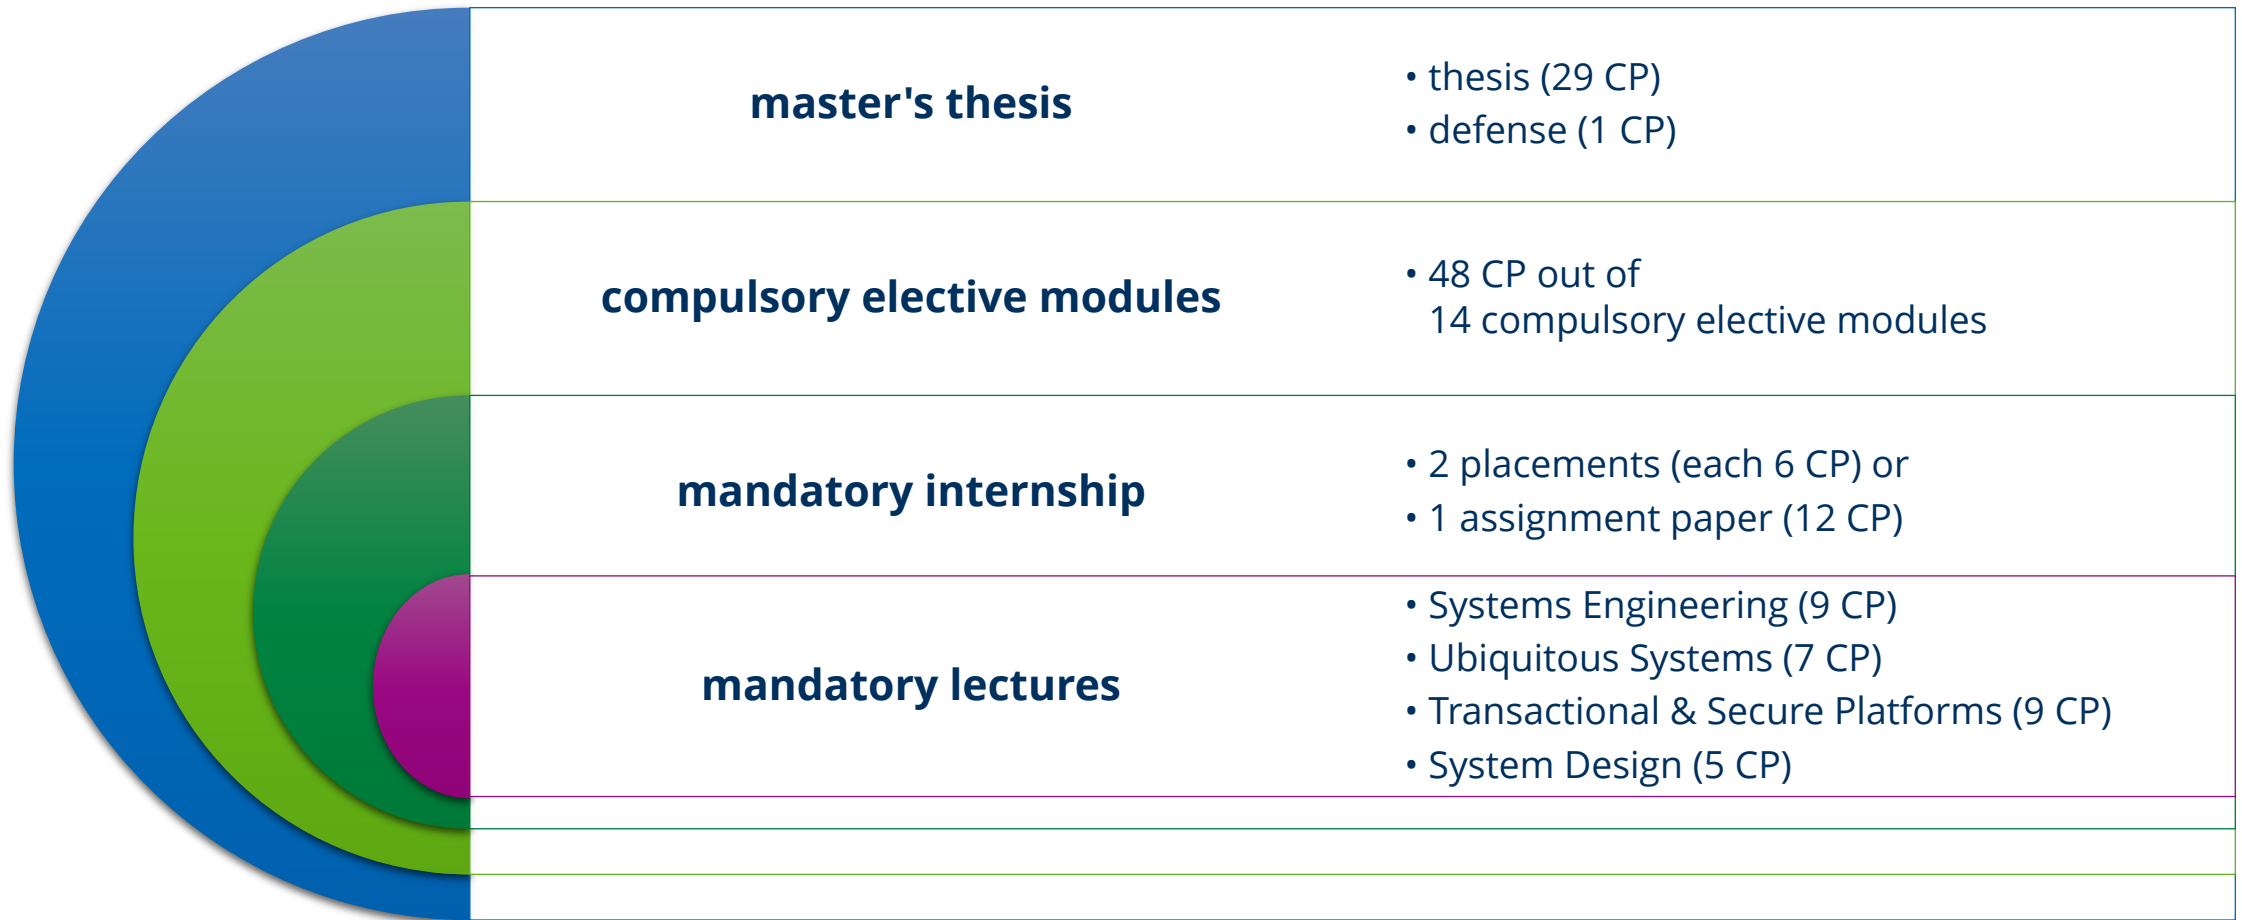 master's thesis
• thesis (29 CP)
• defense (1 CP)
compulsory elective modules
• 48 CP out of
14 compulsory elective modules
mandatory internship
• 2 placements (each 6 CP) or
• 1 assignment paper (12 CP)
mandatory lectures
• Systems Engineering (9 CP)
• Ubiquitous Systems (7 CP)
• Transactional & Secure Platforms (9 CP)
• System Design (5 CP)